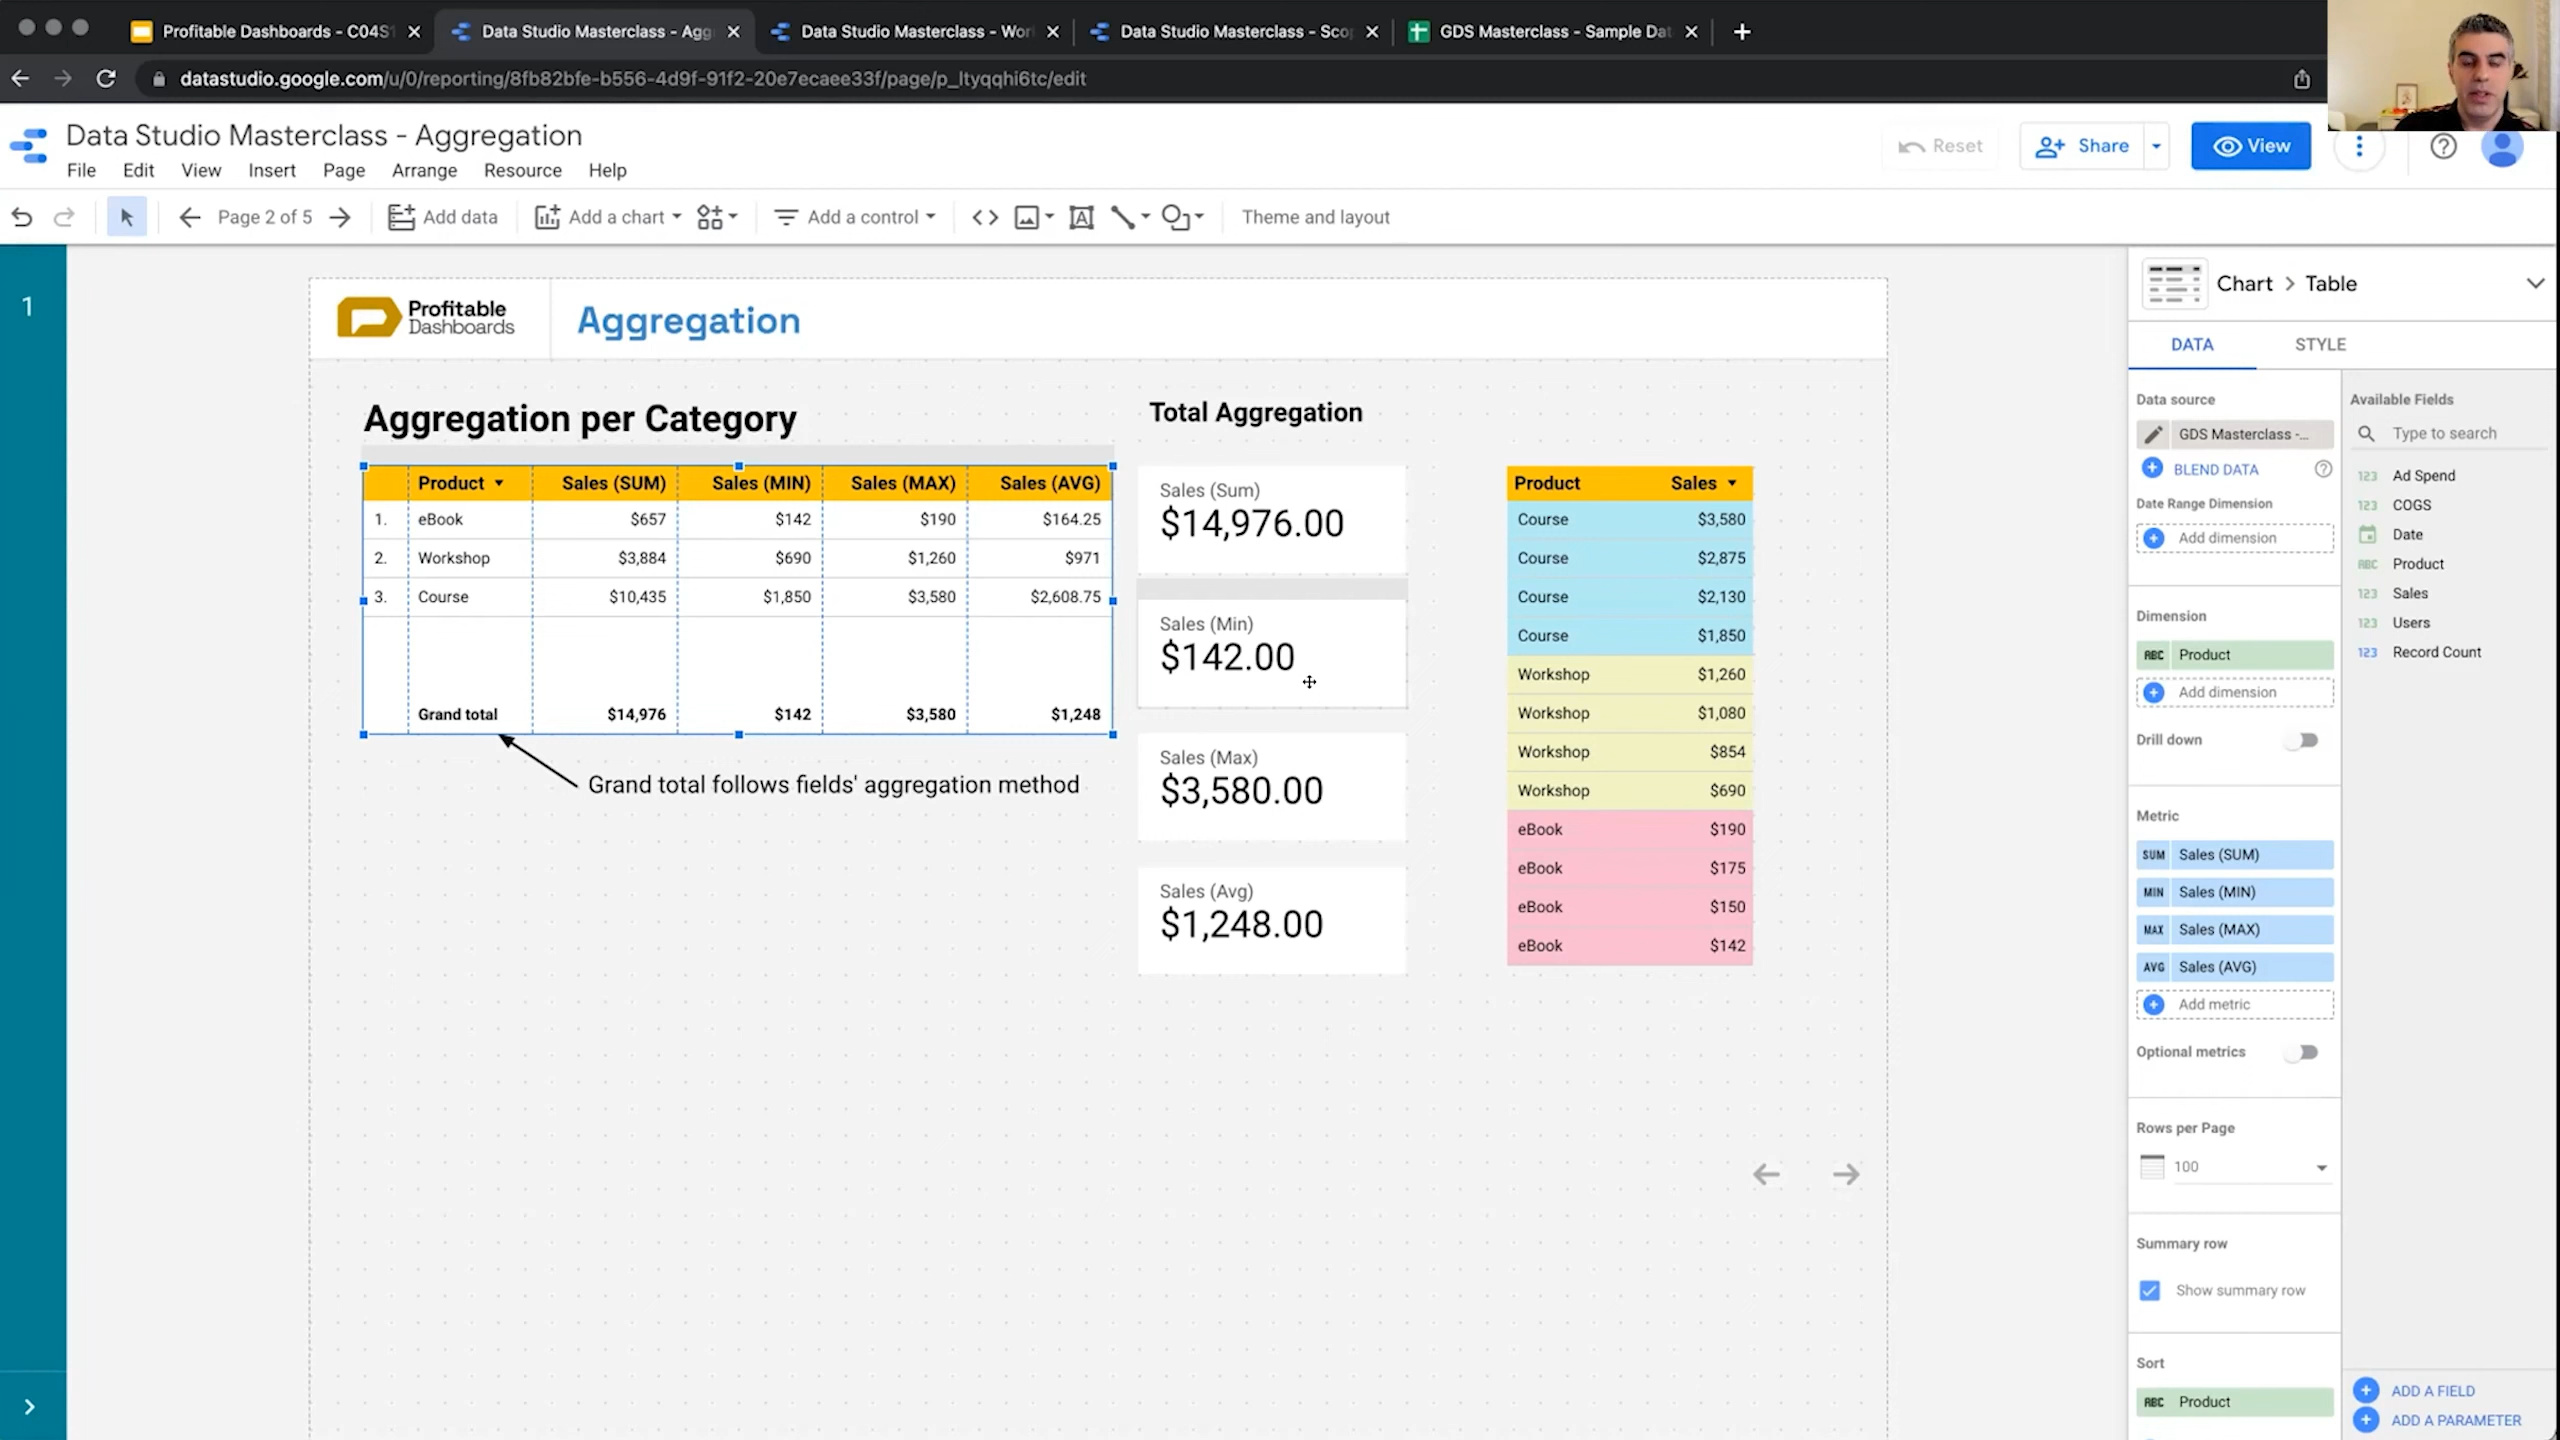 Profitable Dashboards - C04S1
Data Studio Masterclass - Agg
Data Studio Masterclass - Wor
Data Studio Masterclass - Scop
GDS Masterclass - Sample Dat
datastudio.google.com/u/0/reporting/8fb82bfe-b556-4d9f-91f2-20e7ecaee33f/page/p_ltyqqhi6tc/edit
Data Studio Masterclass - Aggregation
File Edit View Insert Page Arrange Resource Help
Reset Share View
Page 2 of 5 Add data Add a chart Add a control Theme and layout
1
Profitable
Dashboards
Aggregation
Aggregation per Category
Product Sales (SUM) Sales (MIN) Sales (MAX) Sales (AVG)
1. eBook $657 $142 $190 $164.25
2. Workshop $3,884 $690 $1,260 $971
3. Course $10,435 $1,850 $3,580 $2,608.75
Grand total $14,976 $142 $3,580 $1,248
Grand total follows fields' aggregation method
Total Aggregation
Sales (Sum)
$14,976.00
Sales (Min)
$142.00
Sales (Max)
$3,580.00
Sales (Avg)
$1,248.00
Product Sales
Course $3,580
Course $2,875
Course $2,130
Course $1,850
Workshop $1,260
Workshop $1,080
Workshop $854
Workshop $690
eBook $190
eBook $175
eBook $150
eBook $142
Chart > Table
DATA STYLE
Data source
GDS Masterclass -...
BLEND DATA
Date Range Dimension
Add dimension
Dimension
ABC Product
Add dimension
Drill down
Metric
SUM Sales (SUM)
MIN Sales (MIN)
MAX Sales (MAX)
AVG Sales (AVG)
Add metric
Optional metrics
Rows per Page
100
Summary row
Show summary row
Sort
ABC Product
Available Fields
Type to search
123 Ad Spend
123 COGS
Date
ABC Product
123 Sales
123 Users
123 Record Count
ADD A FIELD
ADD A PARAMETER